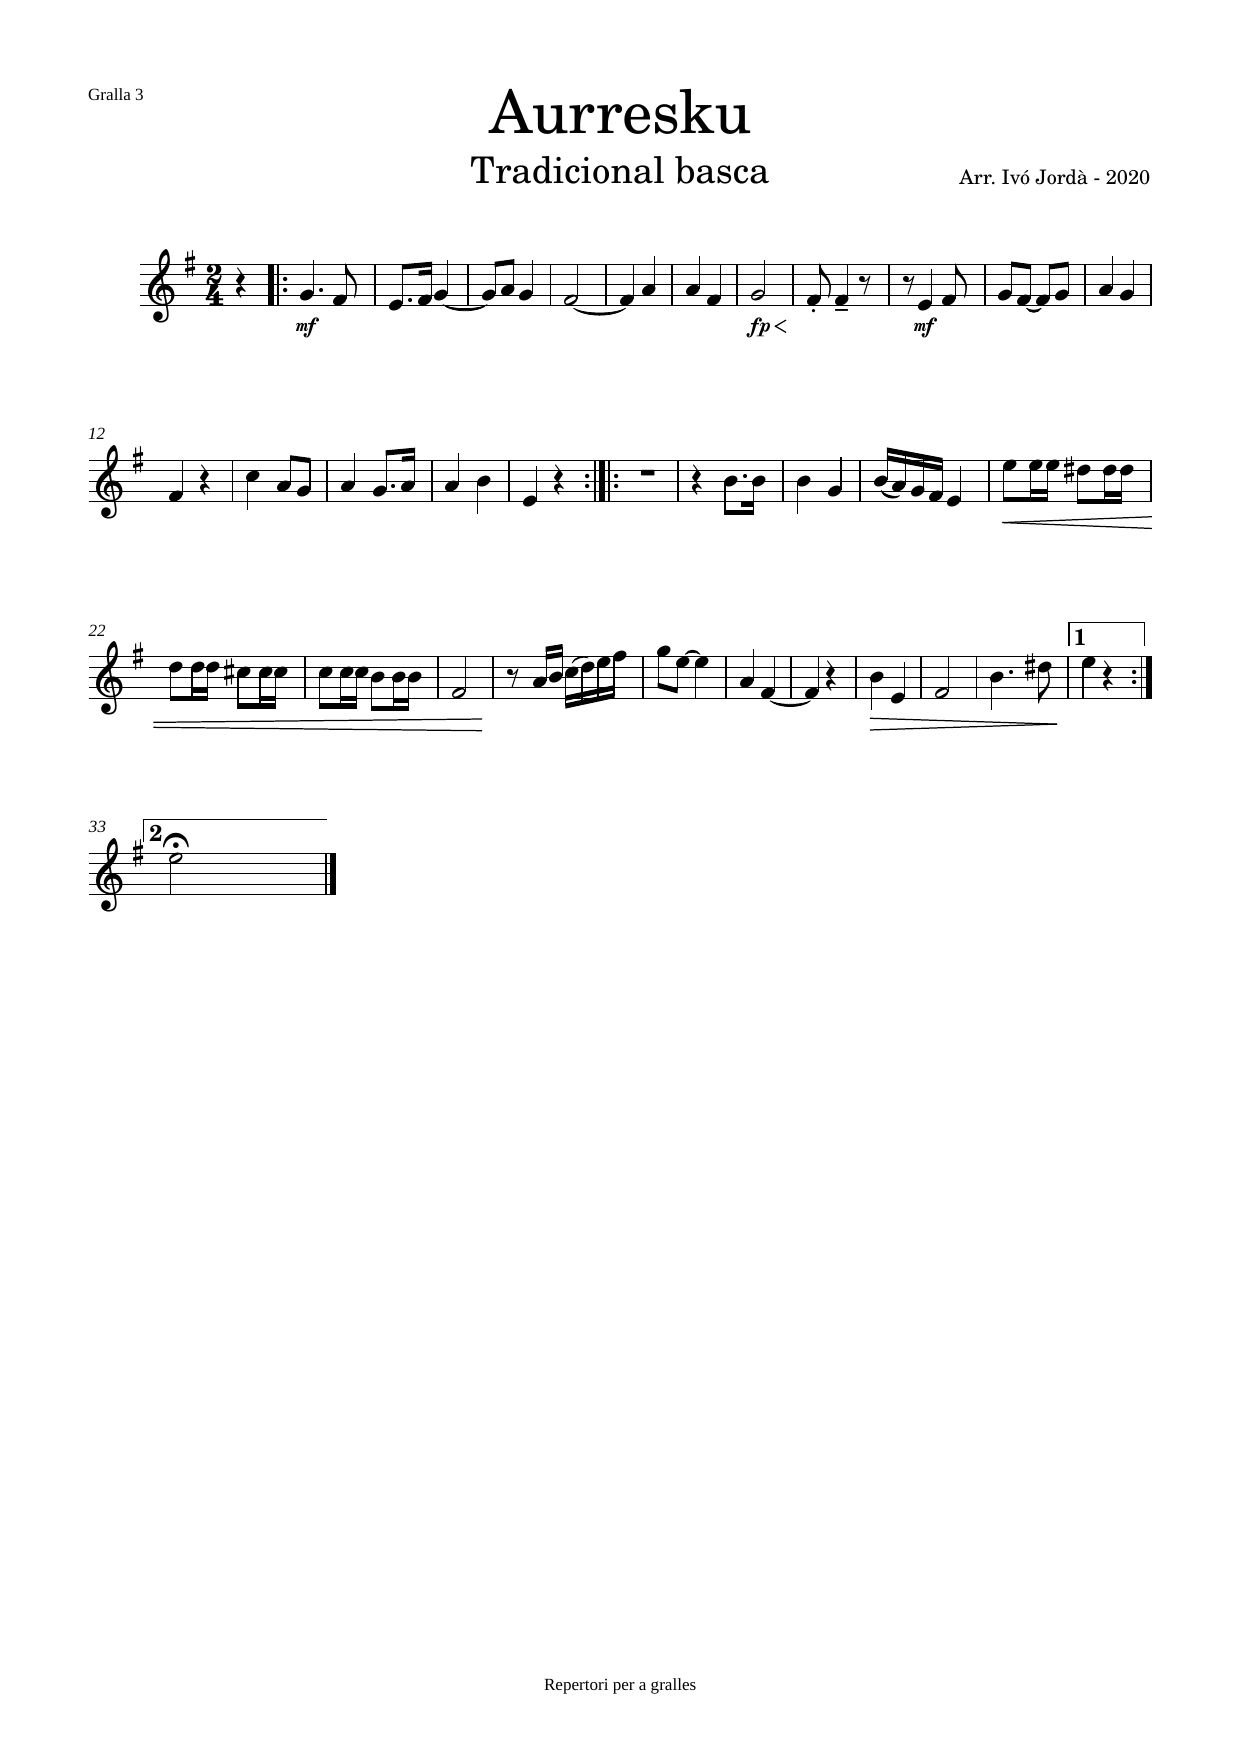 Gralla 3
Aurresku
Tradicional basca
Arr. Ivó Jordà - 2020
2
4
mf
fp
mf
12
22
1
33
2
Repertori per a gralles